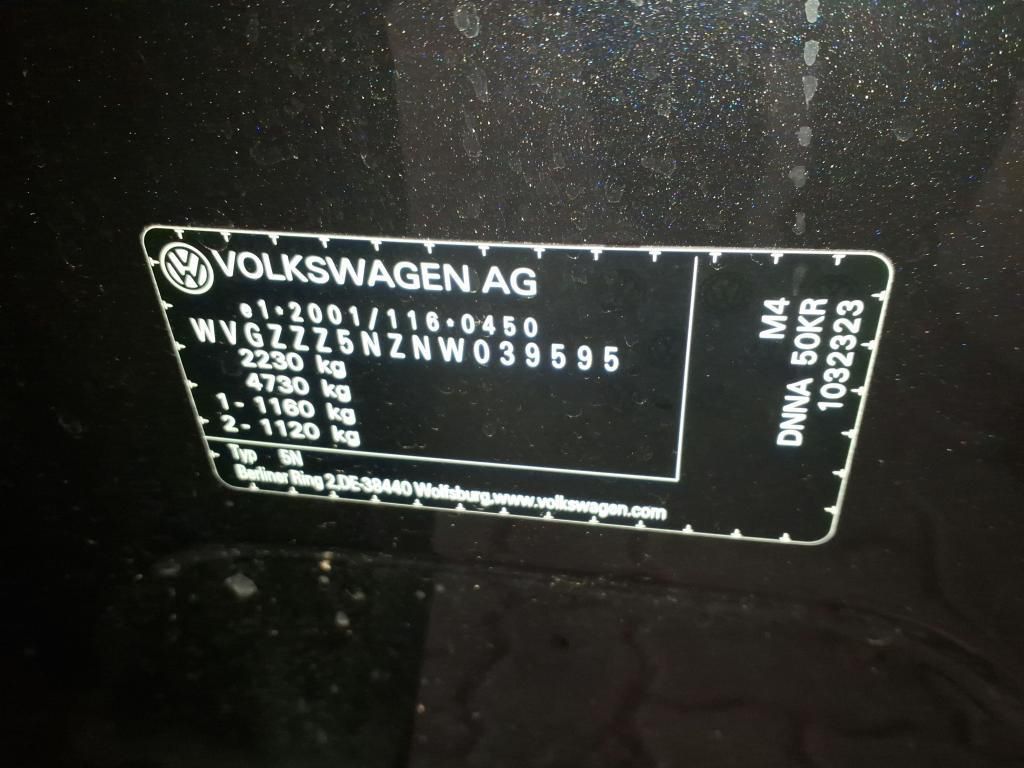 VOLKSWAGEN AG
e1*2001/116*0450
WVGZZZ5NZNW039595
2230 kg
4730 kg
1- 1160 kg
2- 1120 kg
Typ 5N
Berliner Ring 2,DE-38440 Wolfsburg,www.volkswagen.com
M4
DNNA 50KR
1032323